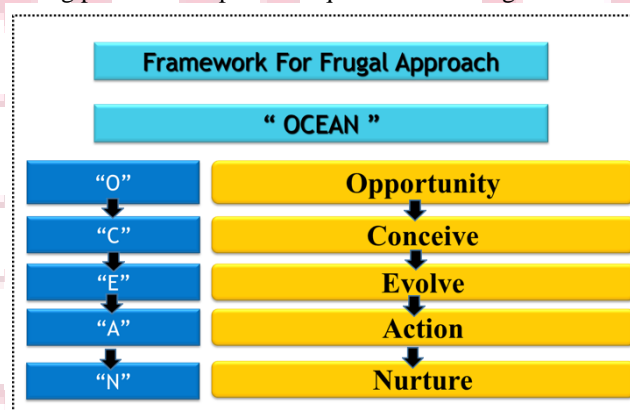 Framework For Frugal Approach
“ OCEAN ”
“O” Opportunity
“C” Conceive
“E” Evolve
“A” Action
“N” Nurture